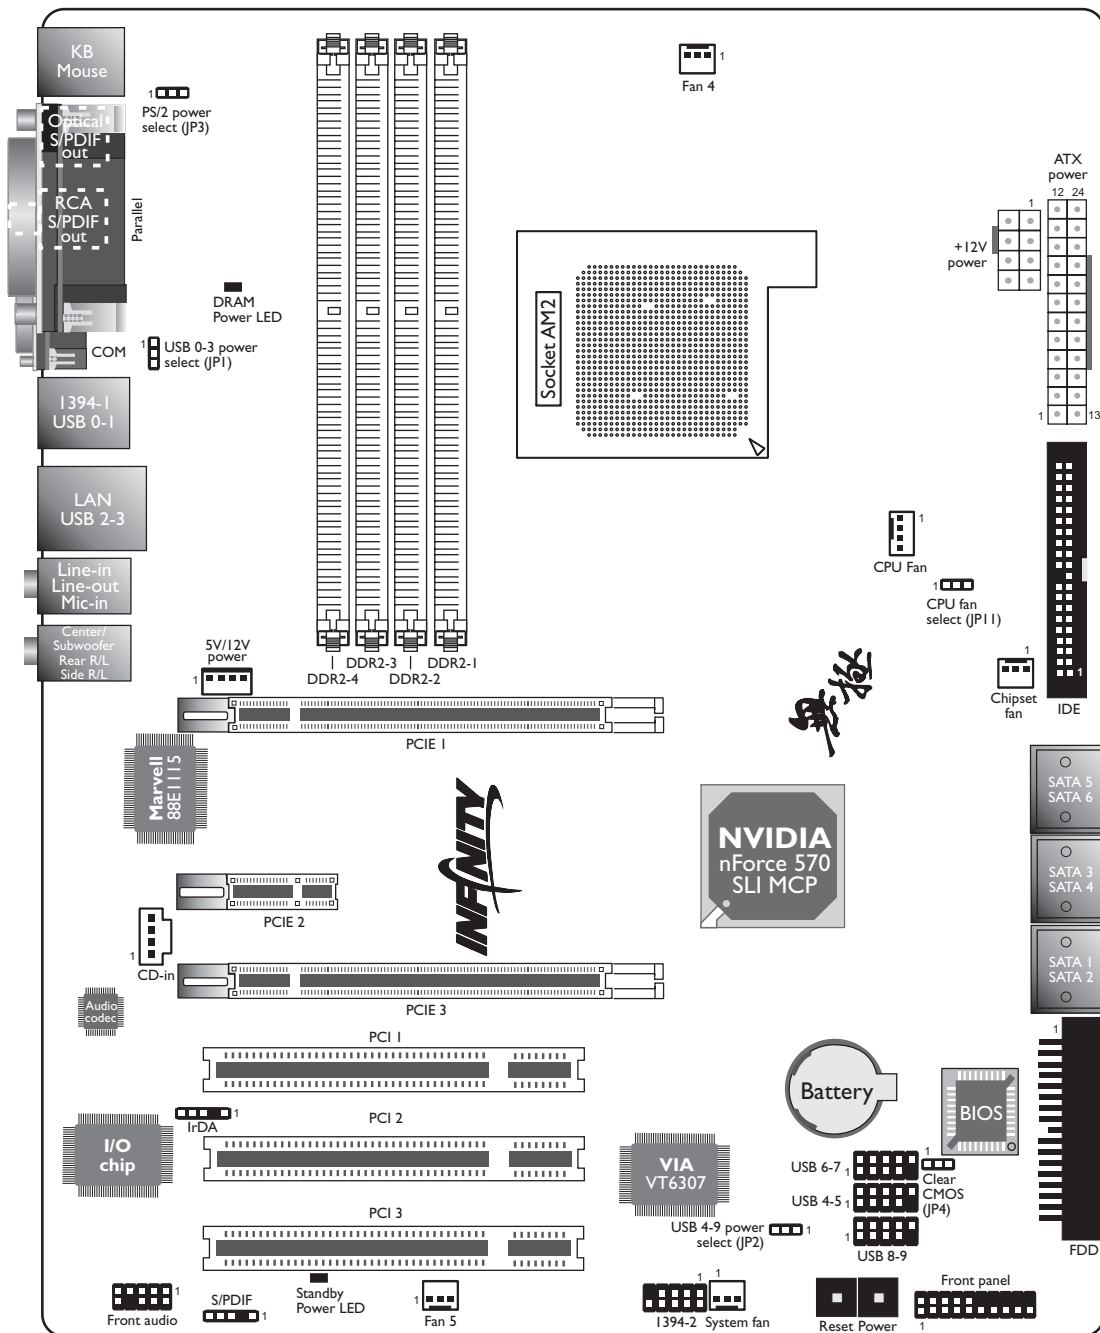 KB
Mouse
1
PS/2 power
select (JP3)
Optical
S/PDIF
out
RCA
S/PDIF
out
Parallel
COM
DRAM
Power LED
1
USB 0-3 power
select (JP1)
1394-1
USB 0-1
LAN
USB 2-3
Line-in
Line-out
Mic-in
Center/
Subwoofer
Rear R/L
Side R/L
5V/12V
power
1
DDR2-4
DDR2-3
DDR2-2
DDR2-1
1
Fan 4
Socket AM2
ATX
power
12 24
1
+12V
power
1
13
1
CPU Fan
1
CPU fan
select (JP11)
1
Chipset
fan
1
IDE
PCIE 1
Marvell
88E1115
INFINITY
NVIDIA
nForce 570
SLI MCP
SATA 5
SATA 6
SATA 3
SATA 4
SATA 1
SATA 2
PCIE 2
1
CD-in
PCIE 3
Audio
codec
PCI 1
Battery
BIOS
1
FDD
1
IrDA
PCI 2
I/O
chip
VIA
VT6307
USB 6-7
1
USB 4-5
1
1
USB 8-9
1
Clear
CMOS
(JP4)
USB 4-9 power
select (JP2)
1
PCI 3
Standby
Power LED
1
Front audio
S/PDIF
1
1
Fan 5
1
1394-2
1
System fan
Reset Power
Front panel
1